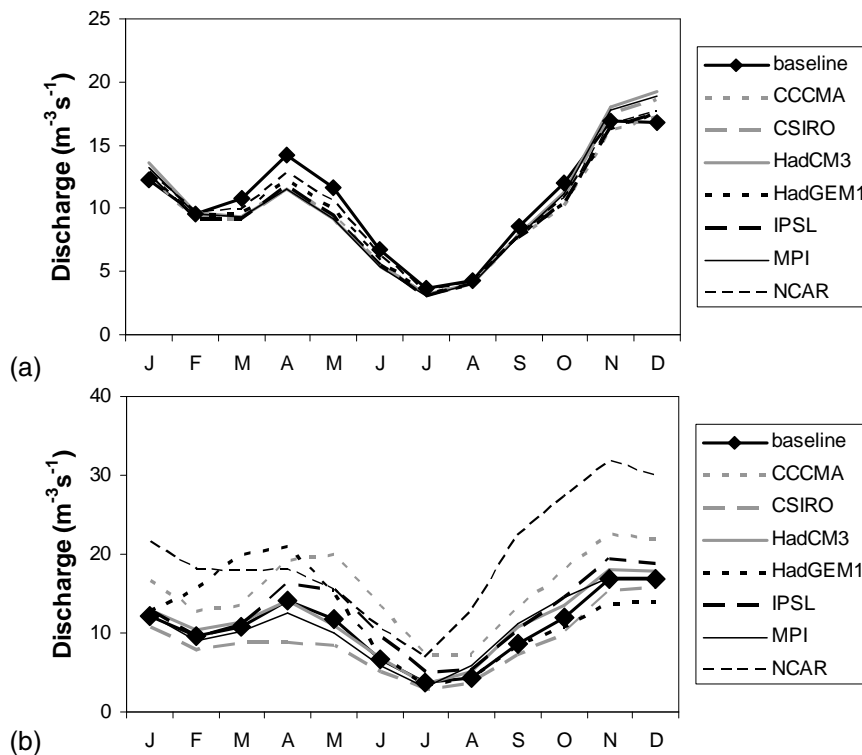 25
20
15
10
5
0
Discharge (m⁻³s⁻¹)
J F M A M J J A S O N D
(a)
baseline
CCCMA
CSIRO
HadCM3
HadGEM1
IPSL
MPI
NCAR
40
30
20
10
0
Discharge (m⁻³s⁻¹)
J F M A M J J A S O N D
(b)
baseline
CCCMA
CSIRO
HadCM3
HadGEM1
IPSL
MPI
NCAR